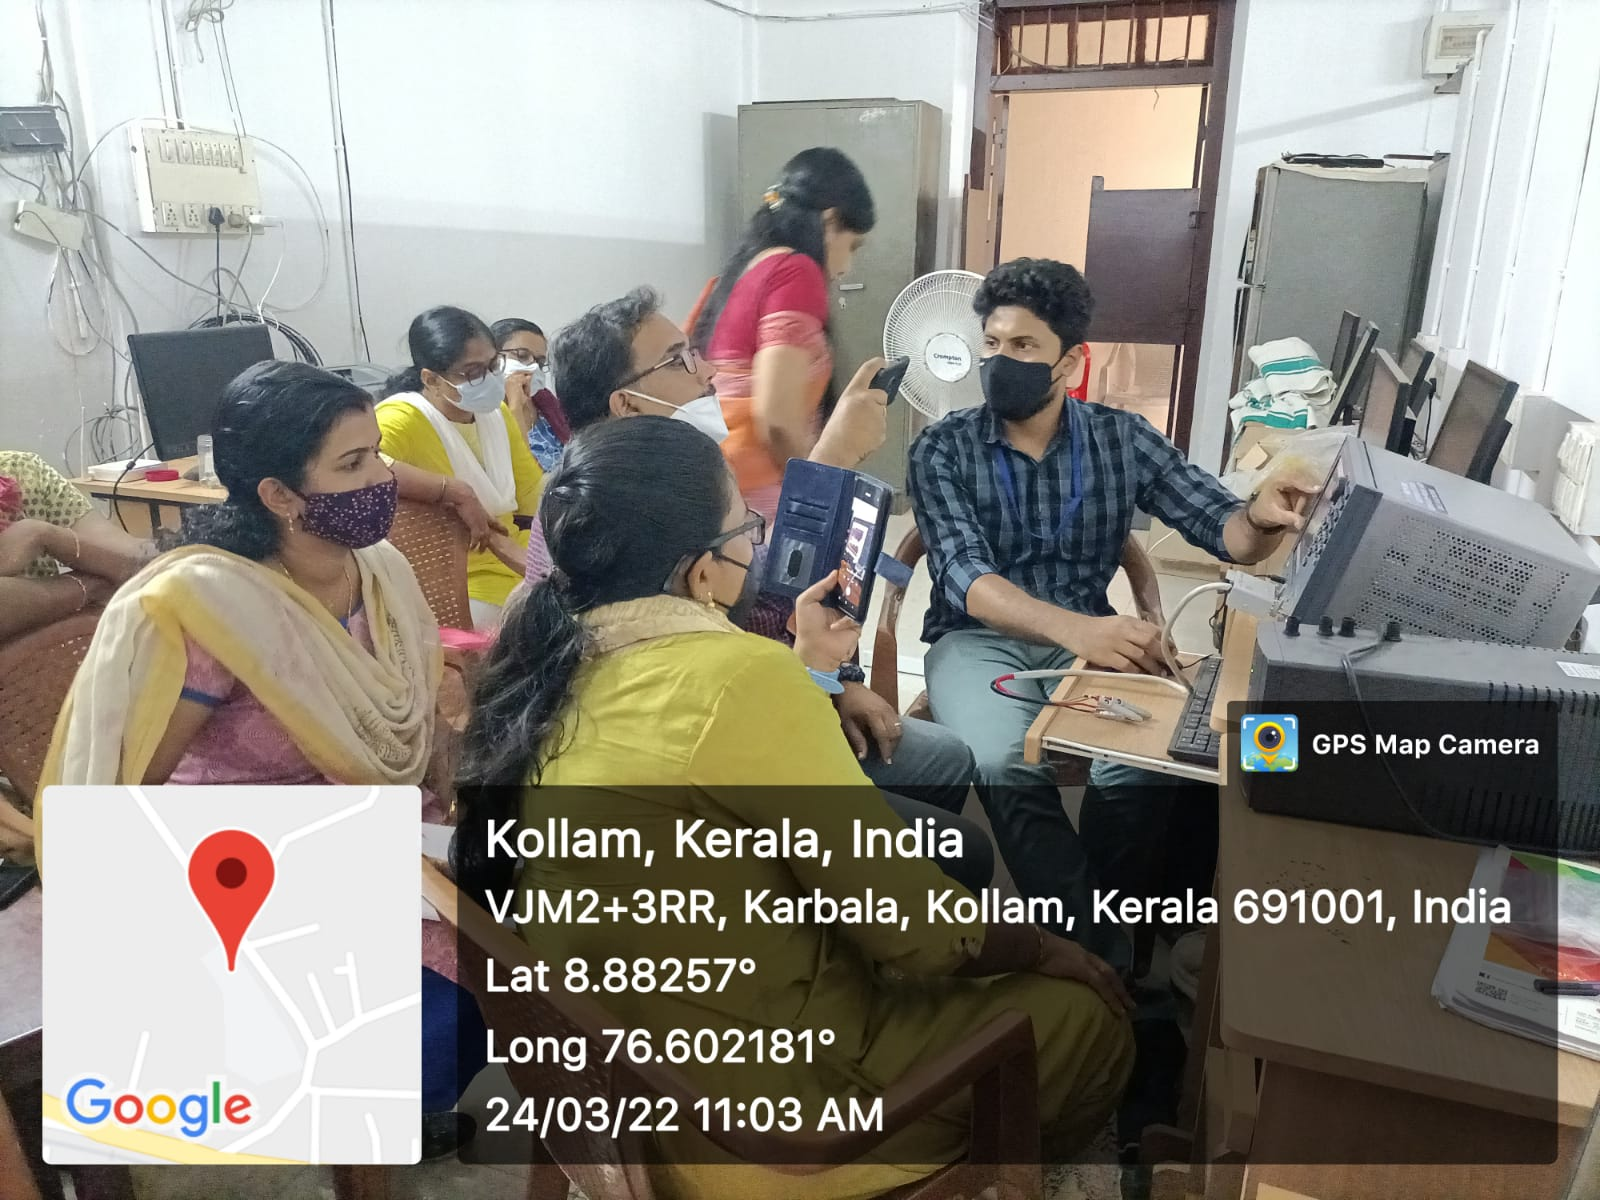 Crompton
GPS Map Camera
Kollam, Kerala, India
VJM2+3RR, Karbala, Kollam, Kerala 691001, India
Lat 8.88257°
Long 76.602181°
24/03/22 11:03 AM
Google